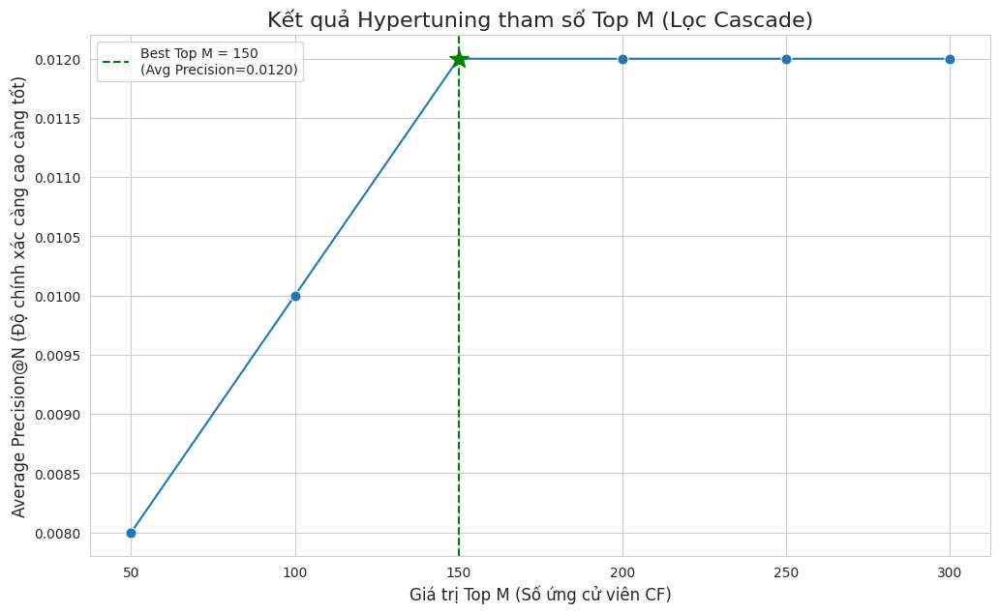 Kết quả Hypertuning tham số Top M (Lọc Cascade)
Best Top M = 150
(Avg Precision=0.0120)
Average Precision@N (Độ chính xác càng cao càng tốt)
0.0120
0.0115
0.0110
0.0105
0.0100
0.0095
0.0090
0.0085
0.0080
50 100 150 200 250 300
Giá trị Top M (Số ứng cử viên CF)